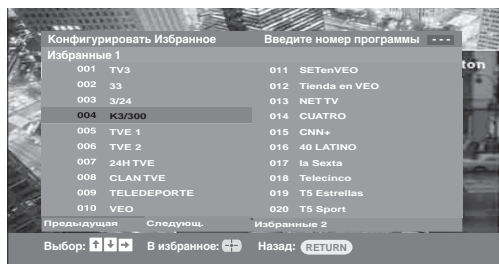 Конфигурировать Избранное Введите номер программы ---
Избранные 1
001 TV3 011 SETenVEO
002 33 012 Tienda en VEO
003 3/24 013 NET TV
004 K3/300 014 CUATRO
005 TVE 1 015 CNN+
006 TVE 2 016 40 LATINO
007 24H TVE 017 la Sexta
008 CLAN TVE 018 Telecinco
009 TELEDEPORTE 019 T5 Estrellas
010 VEO 020 T5 Sport
Предыдущая Следующ. Избранные 2
Выбор: ↑ ↓ → В избранное: Назад: RETURN